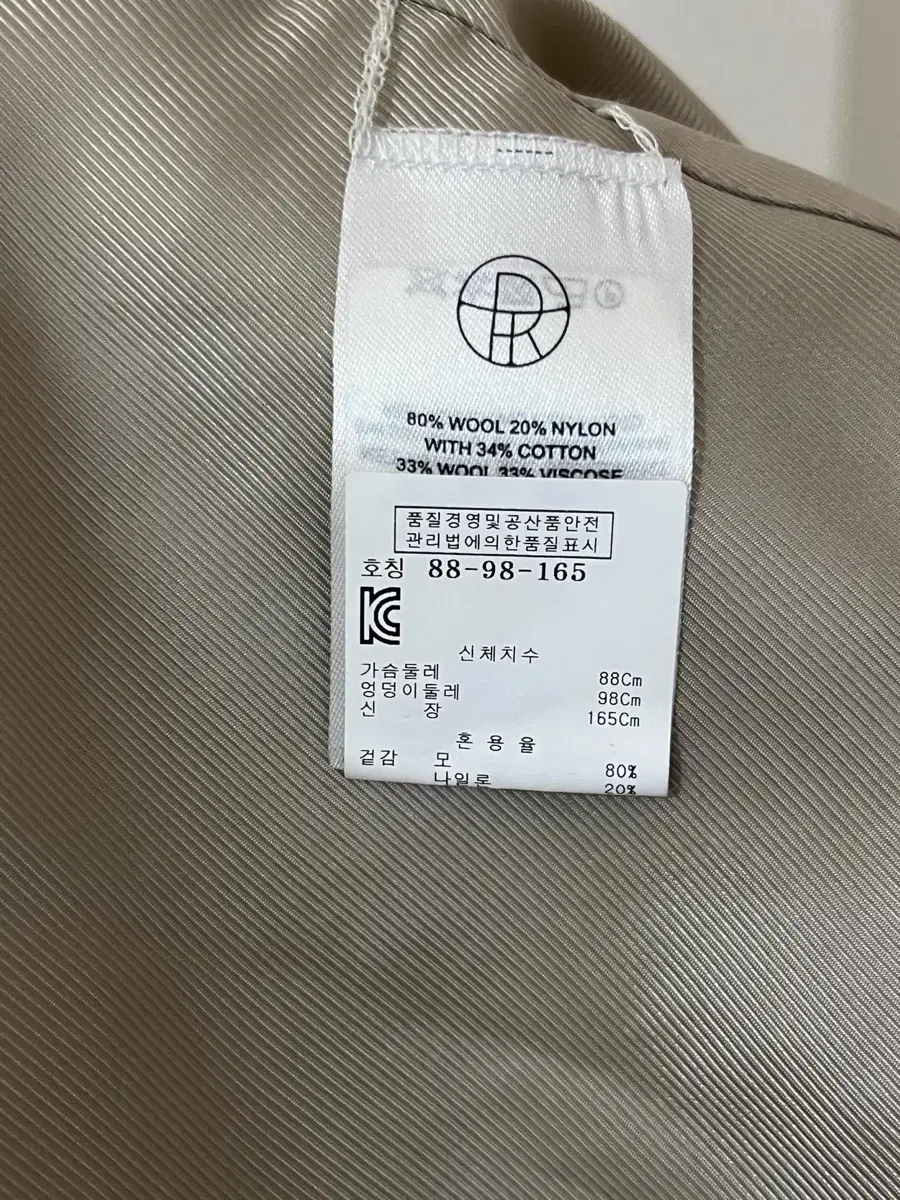 80% WOOL 20% NYLON
WITH 34% COTTON
33% WOOL 33% VISCOSE
품질경영및공산품안전
관리법에의한품질표시
호칭 88-98-165
신체치수
가슴둘레 88Cm
엉덩이둘레 98Cm
신 장 165Cm
혼 용 율
겉감 모 80%
나일론 20%